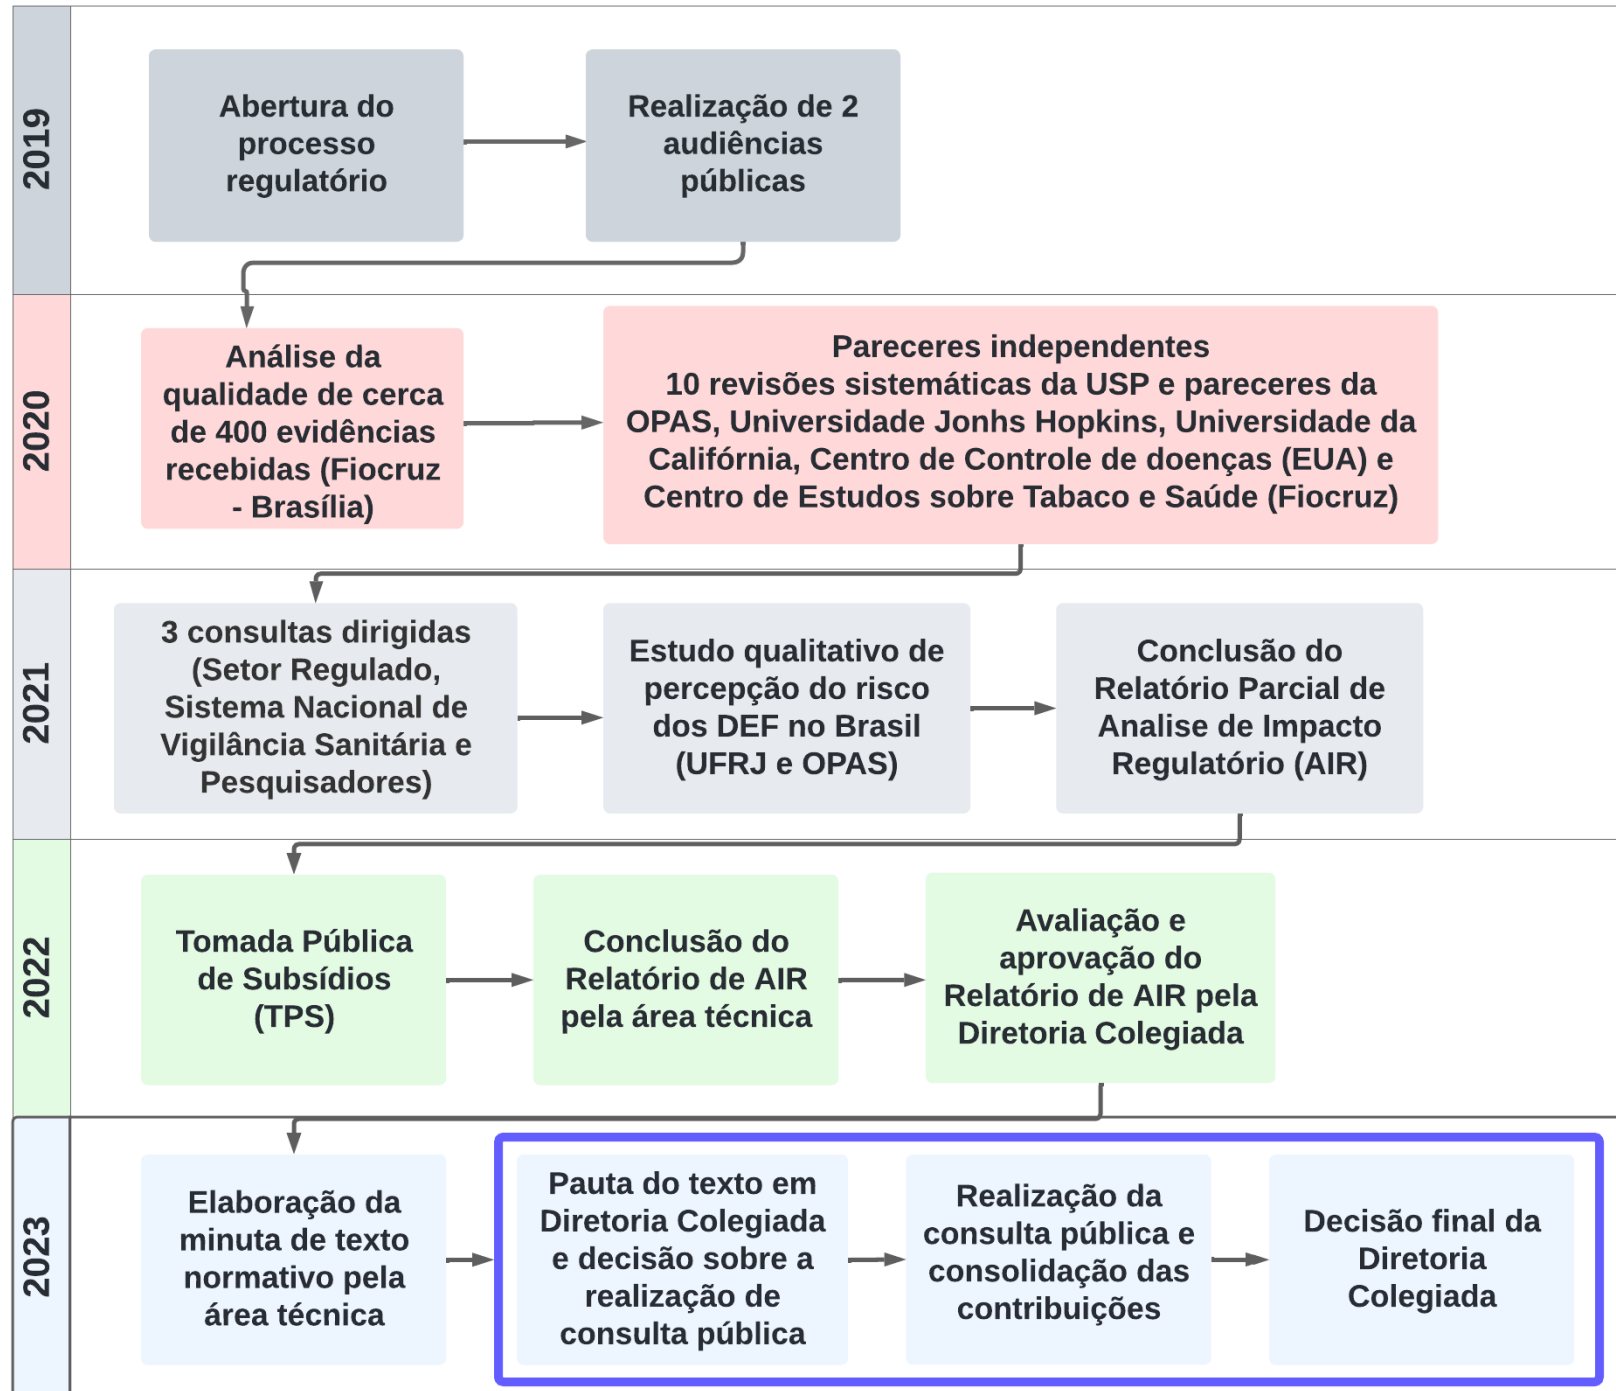 2019
Abertura do
processo
regulatório
Realização de 2
audiências
públicas
2020
Análise da
qualidade de cerca
de 400 evidências
recebidas (Fiocruz
- Brasília)
Pareceres independentes
10 revisões sistemáticas da USP e pareceres da
OPAS, Universidade Jonhs Hopkins, Universidade da
Califórnia, Centro de Controle de doenças (EUA) e
Centro de Estudos sobre Tabaco e Saúde (Fiocruz)
2021
3 consultas dirigidas
(Setor Regulado,
Sistema Nacional de
Vigilância Sanitária e
Pesquisadores)
Estudo qualitativo de
percepção do risco
dos DEF no Brasil
(UFRJ e OPAS)
Conclusão do
Relatório Parcial de
Analise de Impacto
Regulatório (AIR)
2022
Tomada Pública
de Subsídios
(TPS)
Conclusão do
Relatório de AIR
pela área técnica
Avaliação e
aprovação do
Relatório de AIR pela
Diretoria Colegiada
2023
Elaboração da
minuta de texto
normativo pela
área técnica
Pauta do texto em
Diretoria Colegiada
e decisão sobre a
realização de
consulta pública
Realização da
consulta pública e
consolidação das
contribuições
Decisão final da
Diretoria
Colegiada